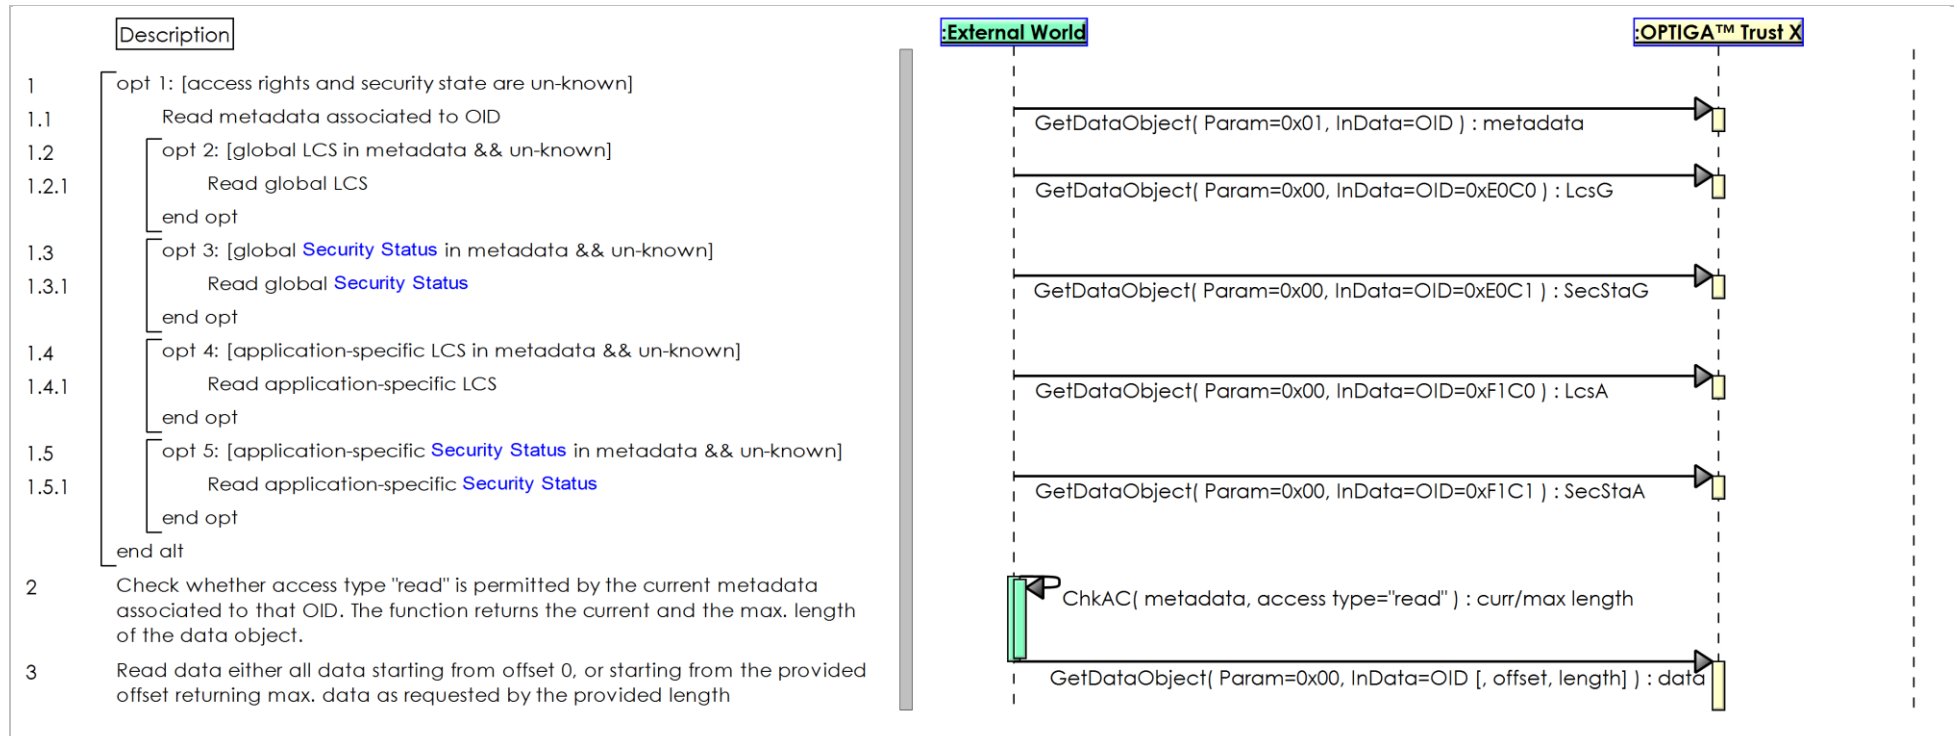 Description
:External World
:OPTIGA™ Trust X
1 opt 1: [access rights and security state are un-known]
1.1 Read metadata associated to OID
GetDataObject( Param=0x01, InData=OID ) : metadata
1.2 opt 2: [global LCS in metadata && un-known]
1.2.1 Read global LCS
GetDataObject( Param=0x00, InData=OID=0xE0C0 ) : LcsG
end opt
1.3 opt 3: [global Security Status in metadata && un-known]
1.3.1 Read global Security Status
GetDataObject( Param=0x00, InData=OID=0xE0C1 ) : SecStaG
end opt
1.4 opt 4: [application-specific LCS in metadata && un-known]
1.4.1 Read application-specific LCS
GetDataObject( Param=0x00, InData=OID=0xF1C0 ) : LcsA
end opt
1.5 opt 5: [application-specific Security Status in metadata && un-known]
1.5.1 Read application-specific Security Status
GetDataObject( Param=0x00, InData=OID=0xF1C1 ) : SecStaA
end opt
end alt
2 Check whether access type "read" is permitted by the current metadata
associated to that OID. The function returns the current and the max. length
of the data object.
ChkAC( metadata, access type="read" ) : curr/max length
3 Read data either all data starting from offset 0, or starting from the provided
offset returning max. data as requested by the provided length
GetDataObject( Param=0x00, InData=OID [, offset, length] ) : data